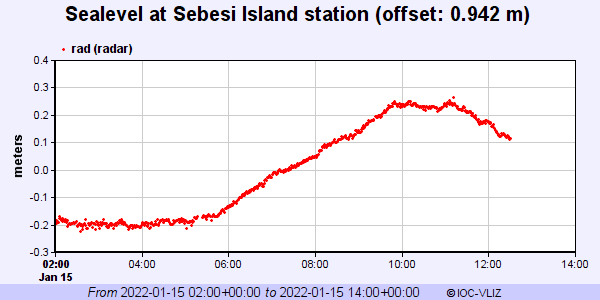 Sealevel at Sebesi Island station (offset: 0.942 m)
rad (radar)
meters
0.4
0.3
0.2
0.1
0.0
-0.1
-0.2
-0.3
02:00 04:00 06:00 08:00 10:00 12:00 14:00
Jan 15
From 2022-01-15 02:00+00:00 to 2022-01-15 14:00+00:00 © IOC-VLIZ